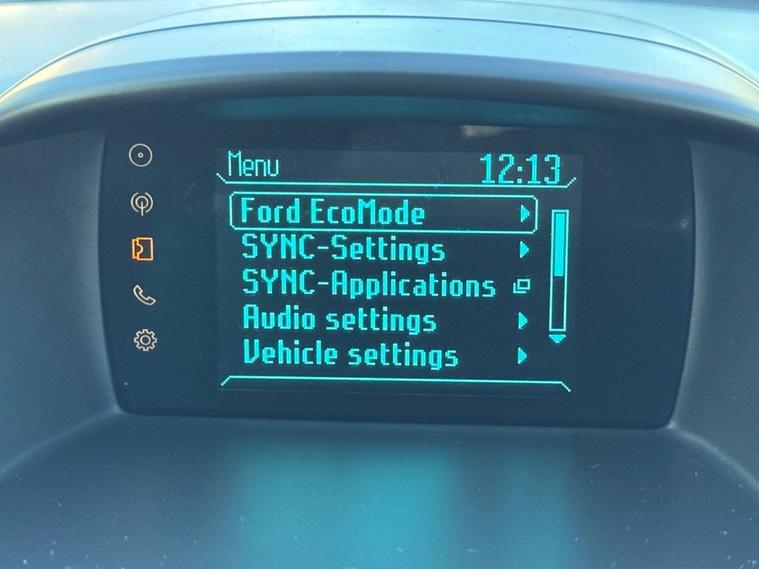 Menu 12:13
Ford EcoMode
SYNC-Settings
SYNC-Applications
Audio settings
Vehicle settings